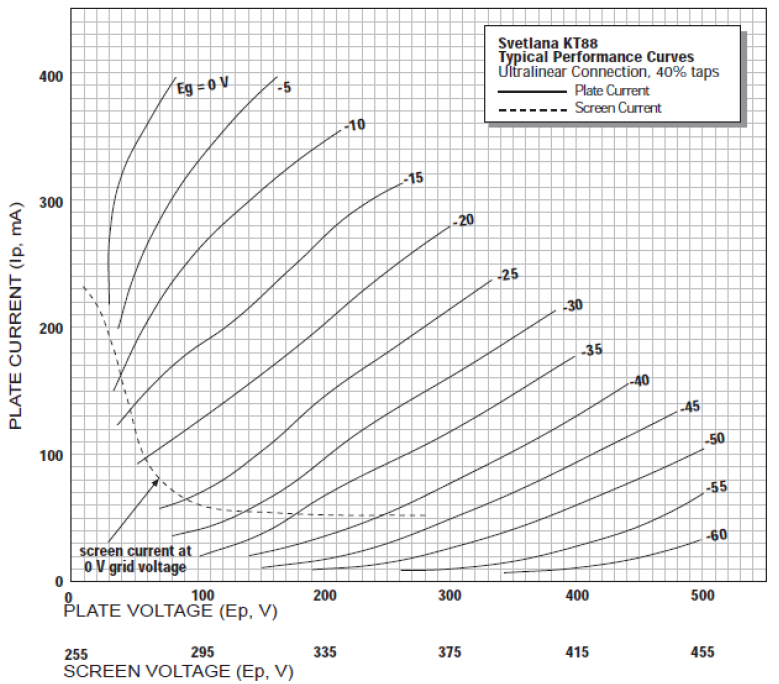 Svetlana KT88
Typical Performance Curves
Ultralinear Connection, 40% taps
Plate Current
Screen Current
PLATE CURRENT (Ip, mA)
400
300
200
100
0
Eg = 0 V
-5
-10
-15
-20
-25
-30
-35
-40
-45
-50
-55
-60
screen current at
0 V grid voltage
0 100 200 300 400 500
PLATE VOLTAGE (Ep, V)
255 295 335 375 415 455
SCREEN VOLTAGE (Ep, V)